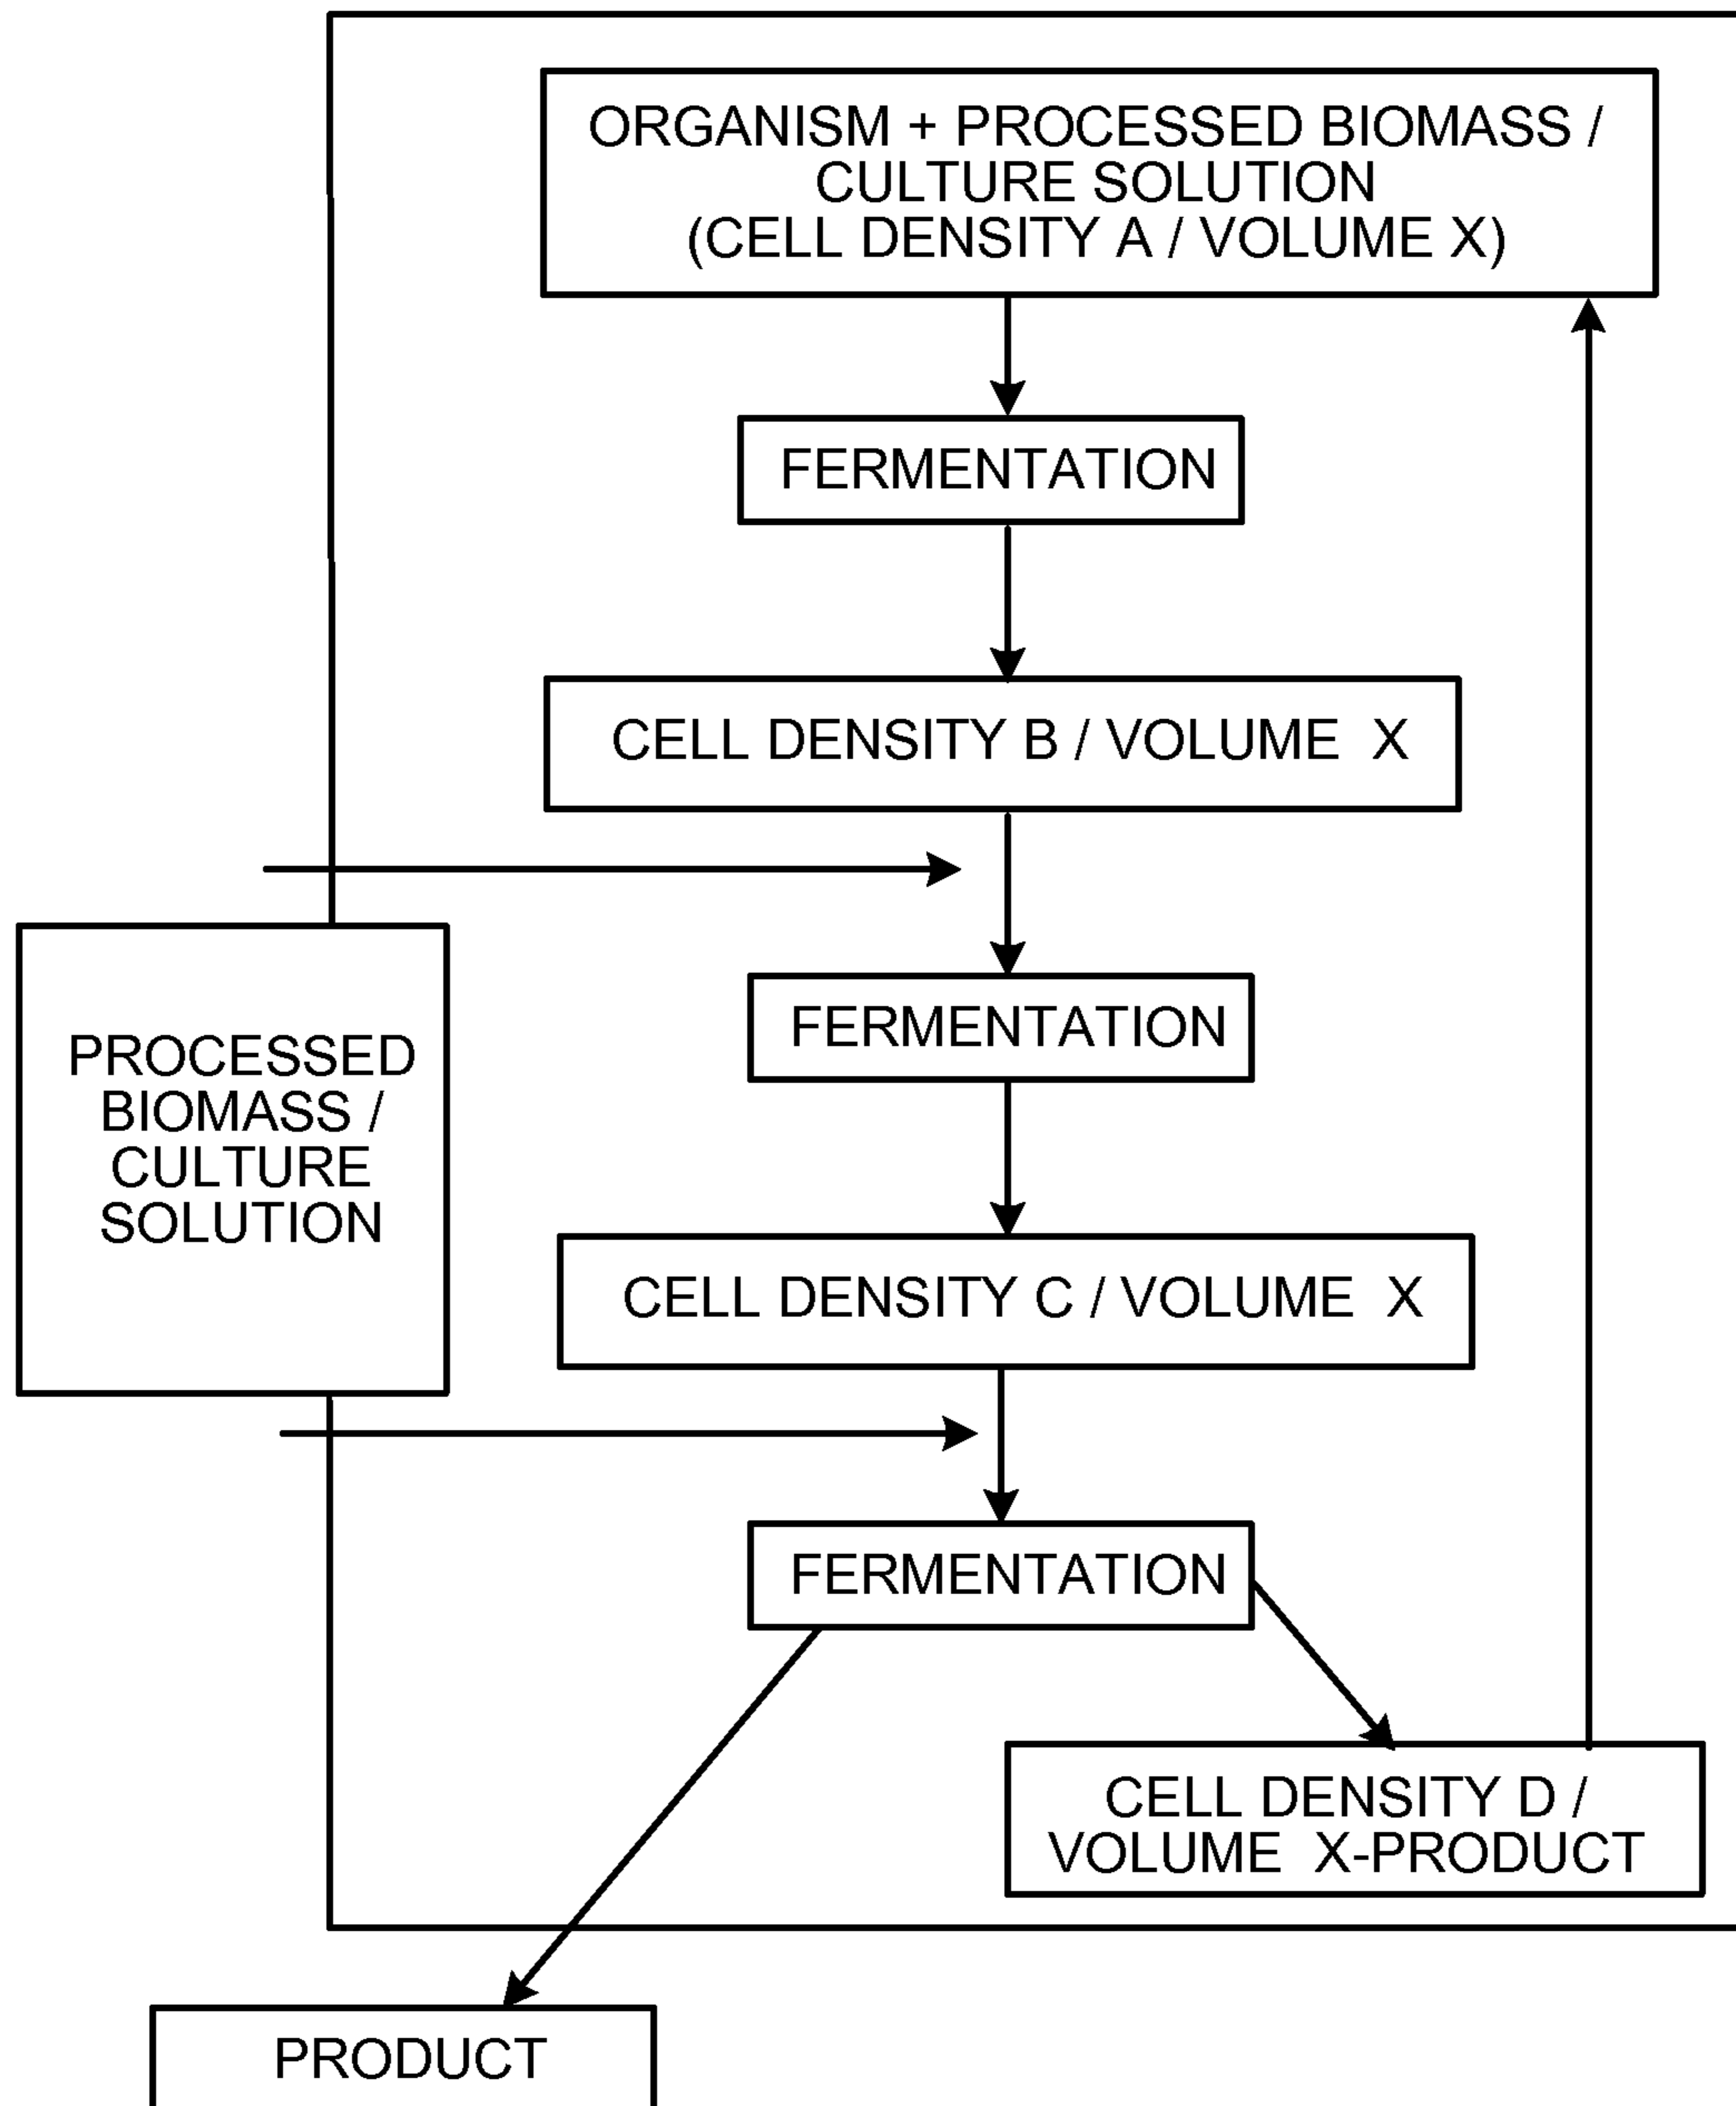 ORGANISM + PROCESSED BIOMASS /
CULTURE SOLUTION
(CELL DENSITY A / VOLUME X)
FERMENTATION
CELL DENSITY B / VOLUME X
FERMENTATION
PROCESSED
BIOMASS /
CULTURE
SOLUTION
CELL DENSITY C / VOLUME X
FERMENTATION
CELL DENSITY D /
VOLUME X-PRODUCT
PRODUCT